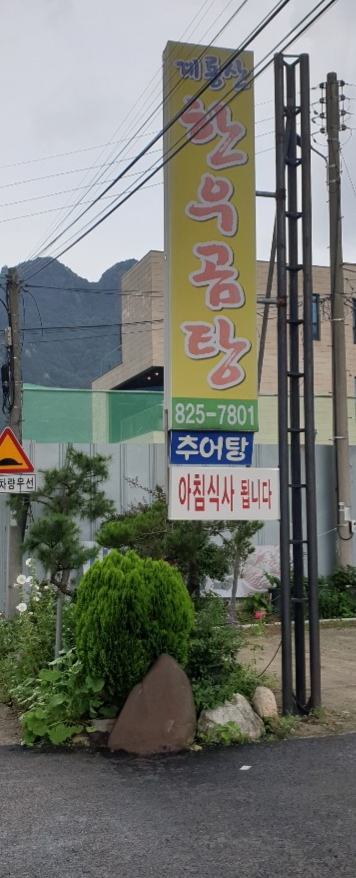 계룡산
한우곰탕
825-7801
추어탕
아침식사 됩니다
차량우선